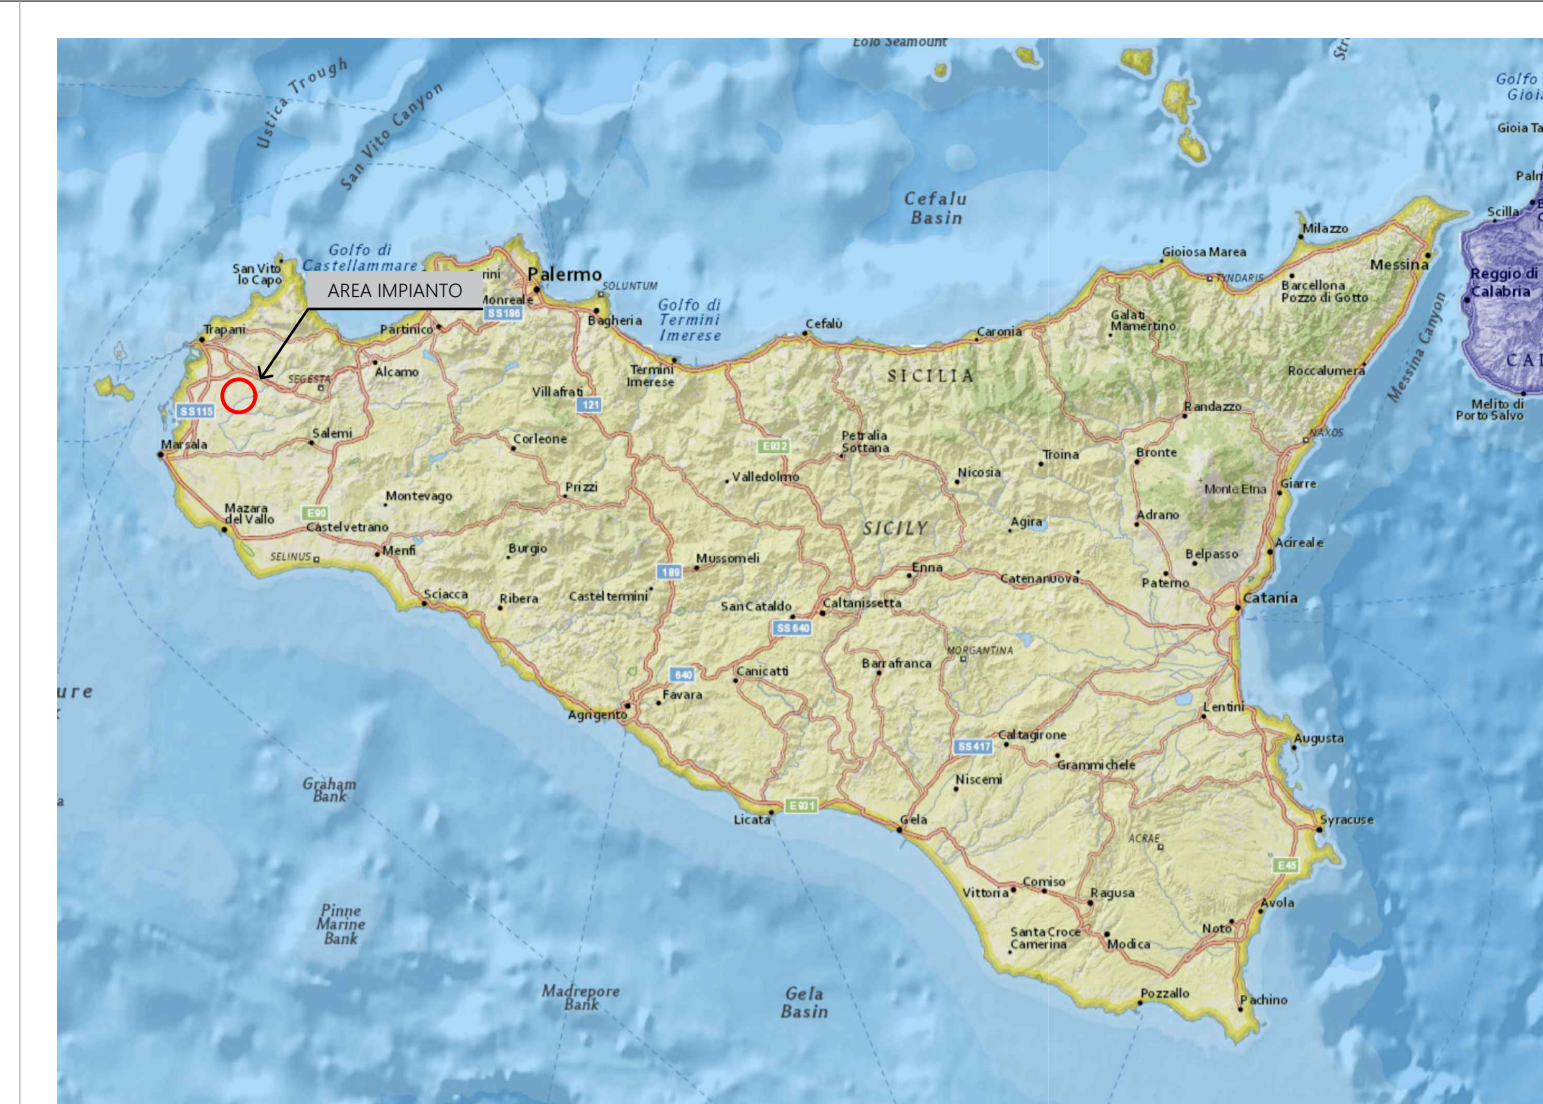 Eolo Seamount
Golfo
Ustica Trough
San Vito Canyon
Cefalu
Basin
Scilla
Milazzo
Golfo di
Castellammare
San Vito
lo Capo
Palermo
Gioiosa Marea
Messina
TYNDARIS
Barcellona
Pozzo di Gotto
Reggio di
Calabria
AREA IMPIANTO
SOLUNTUM
Monreale
SS186
Golfo di
Termini
Imerese
Bagheria
Trapani
Partinico
Cefalù
Caronia
Galati
Mamertino
Messina Canyon
Alcamo
SEGESTA
Termini
Imerese
SICILIA
Roccalumera
Villafrati
121
SS115
Randazzo
Melito di
Porto Salvo
Marsala
Salemi
Corleone
E932
Petralia
Sottana
NAXOS
Troina
Bronte
Valledolmo
Nicosia
Prizzi
Montevago
Monte Etna
Giarre
Mazara
del Vallo
E90
Castelvetrano
SICILY
Agira
Adrano
SELINUS
Menfi
Burgio
Mussomeli
Belpasso
Acireale
189
Enna
Catenanuova
Paterno
Sciacca
Ribera
Casteltermini
San Cataldo
Caltanissetta
Catania
SS640
MORGANTINA
Barrafranca
640
Canicatti
Favara
Agrigento
Lentini
SS417
Caltagirone
Augusta
Grammichele
Niscemi
Graham
Bank
E931
Licata
Gela
Syracuse
ACRAE
E45
Vittoria
Comiso
Ragusa
Avola
Pinne
Marine
Bank
Noto
Santa Croce
Camerina
Modica
Madrepore
Bank
Gela
Basin
Pozzallo
Pachino